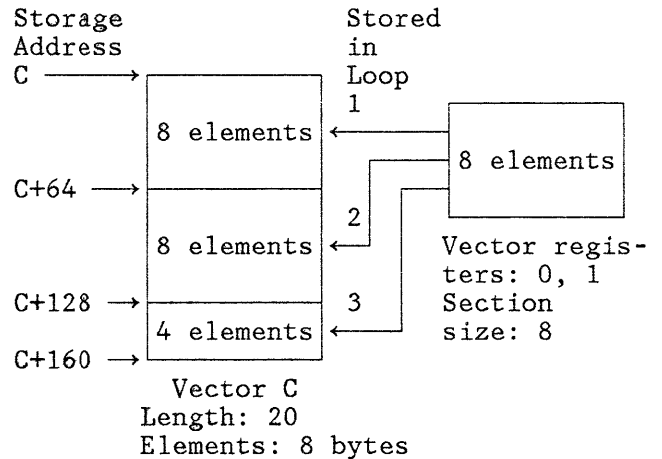 Storage
Address
Stored
in
Loop
C
1
8 elements
8 elements
C+64
2
8 elements
Vector regis-
ters: 0, 1
Section
size: 8
C+128
3
4 elements
C+160
Vector C
Length: 20
Elements: 8 bytes